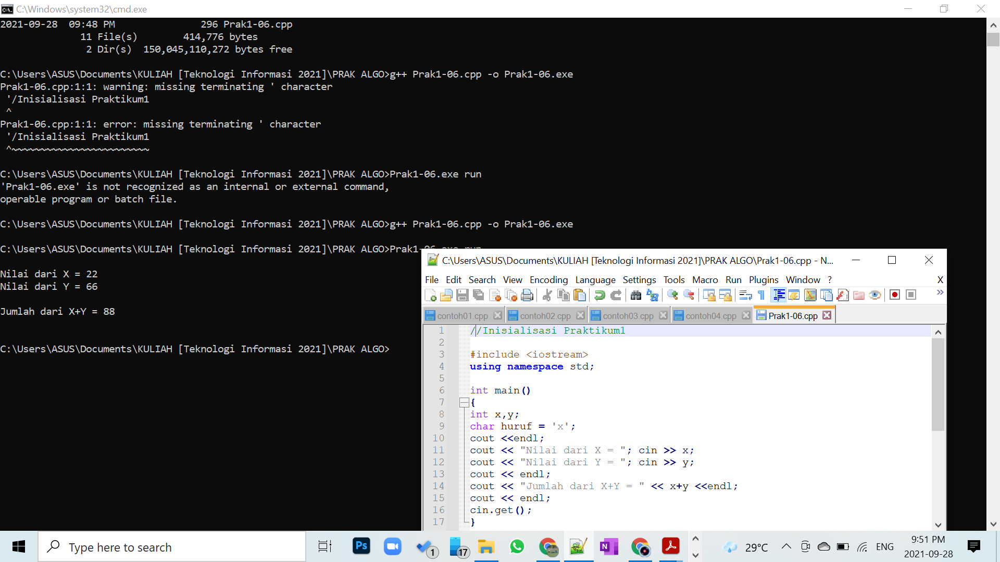 C:\Windows\system32\cmd.exe
2021-09-28  09:48 PM               296 Prak1-06.cpp
11 File(s)        414,776 bytes
2 Dir(s)  150,045,110,272 bytes free
C:\Users\ASUS\Documents\KULIAH [Teknologi Informasi 2021]\PRAK ALGO>g++ Prak1-06.cpp -o Prak1-06.exe
Prak1-06.cpp:1:1: warning: missing terminating ' character
'/Inisialisasi Praktikum1
^
Prak1-06.cpp:1:1: error: missing terminating ' character
'/Inisialisasi Praktikum1
^~~~~~~~~~~~~~~~~~~~~~~~~
C:\Users\ASUS\Documents\KULIAH [Teknologi Informasi 2021]\PRAK ALGO>Prak1-06.exe run
'Prak1-06.exe' is not recognized as an internal or external command,
operable program or batch file.
C:\Users\ASUS\Documents\KULIAH [Teknologi Informasi 2021]\PRAK ALGO>g++ Prak1-06.cpp -o Prak1-06.exe
C:\Users\ASUS\Documents\KULIAH [Teknologi Informasi 2021]\PRAK ALGO>Prak1-06.exe run
Nilai dari X = 22
Nilai dari Y = 66
Jumlah dari X+Y = 88
C:\Users\ASUS\Documents\KULIAH [Teknologi Informasi 2021]\PRAK ALGO>
C:\Users\ASUS\Documents\KULIAH [Teknologi Informasi 2021]\PRAK ALGO\Prak1-06.cpp - N...
File Edit Search View Encoding Language Settings Tools Macro Run Plugins Window ? X
contoh01.cpp contoh02.cpp contoh03.cpp contoh04.cpp Prak1-06.cpp
1 //Inisialisasi Praktikum1
2
3 #include <iostream>
4 using namespace std;
5
6 int main()
7 {
8 int x,y;
9 char huruf = 'x';
10 cout <<endl;
11 cout << "Nilai dari X = "; cin >> x;
12 cout << "Nilai dari Y = "; cin >> y;
13 cout << endl;
14 cout << "Jumlah dari X+Y = " << x+y <<endl;
15 cout << endl;
16 cin.get();
17 }
Type here to search
Ps
1
17
N
29°C
ENG
9:51 PM
2021-09-28